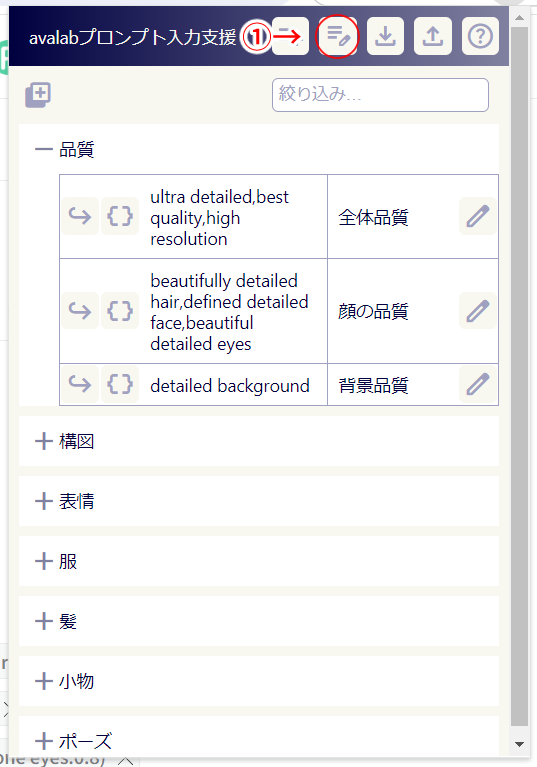 avalabプロンプト入力支援 ①→
絞り込み...
品質
ultra detailed,best
quality,high
resolution
全体品質
beautifully detailed
hair,defined detailed
face,beautiful
detailed eyes
顔の品質
detailed background
背景品質
構図
表情
服
髪
小物
ポーズ
one eyes:0.8)